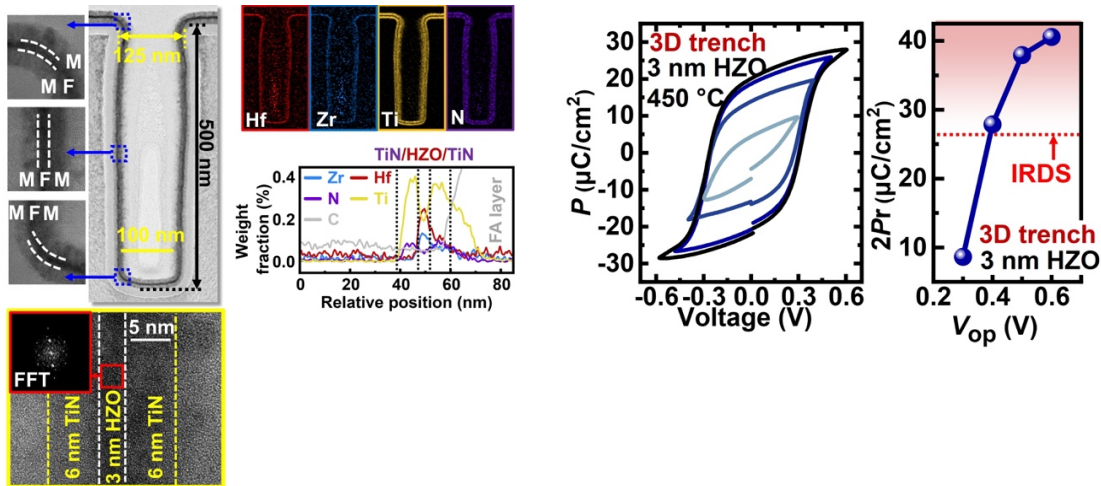 M
M F
M F M
M F M
125 nm
500 nm
100 nm
Hf
Zr
Ti
N
TiN/HZO/TiN
Zr
Hf
N
Ti
C
FA layer
0.4
0.2
0.0
Weight
fraction (%)
0 20 40 60 80
Relative position (nm)
FFT
5 nm
6 nm TiN
3 nm HZO
6 nm TiN
3D trench
3 nm HZO
450 °C
30
20
10
0
-10
-20
-30
P (µC/cm²)
-0.6 -0.3 0.0 0.3 0.6
Voltage (V)
40
30
20
10
2Pr (µC/cm²)
IRDS
3D trench
3 nm HZO
0.2 0.4 0.6 0.8
Vop (V)